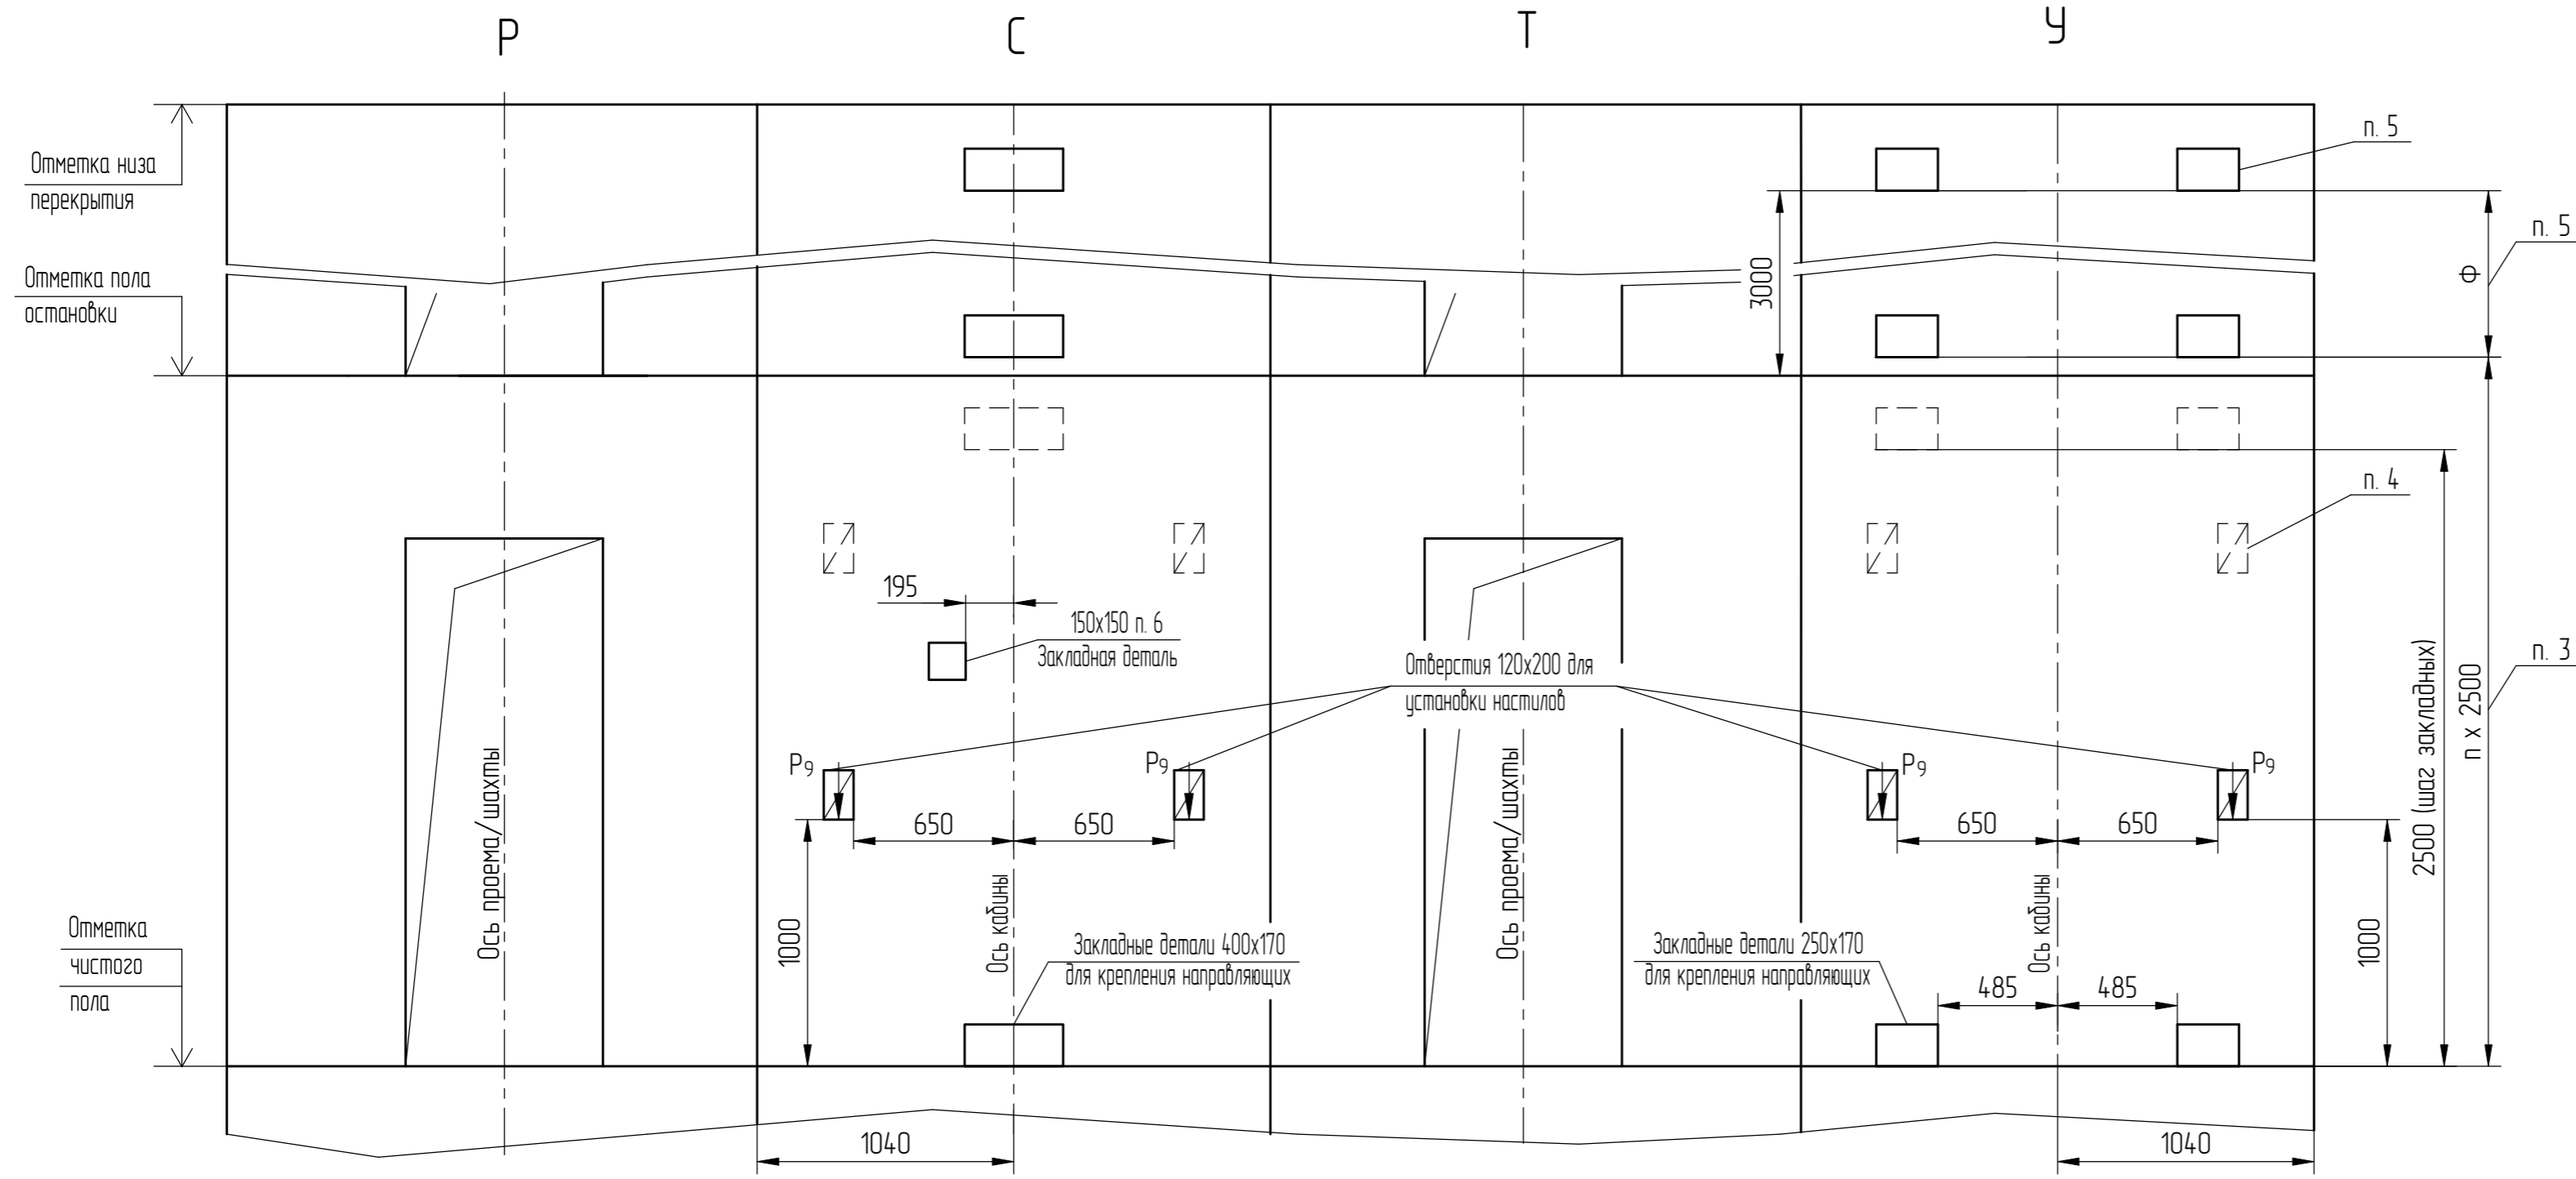 Р
С
Т
У
Отметка низа
перекрытия
Отметка пола
остановки
п. 5
п. 5
3000
Ф
п. 4
195
150х150 п. 6
Закладная деталь
Отверстия 120х200 для
установки настилов
п. 3
2500 (шаг закладных)
п х 2500
Ось проема/шахты
Ось проема/шахты
Р9
Р9
Р9
Р9
650
650
650
650
1000
Ось кабины
Ось кабины
1000
Отметка
чистого
пола
Закладные детали 400х170
для крепления направляющих
Закладные детали 250х170
для крепления направляющих
485
485
1040
1040